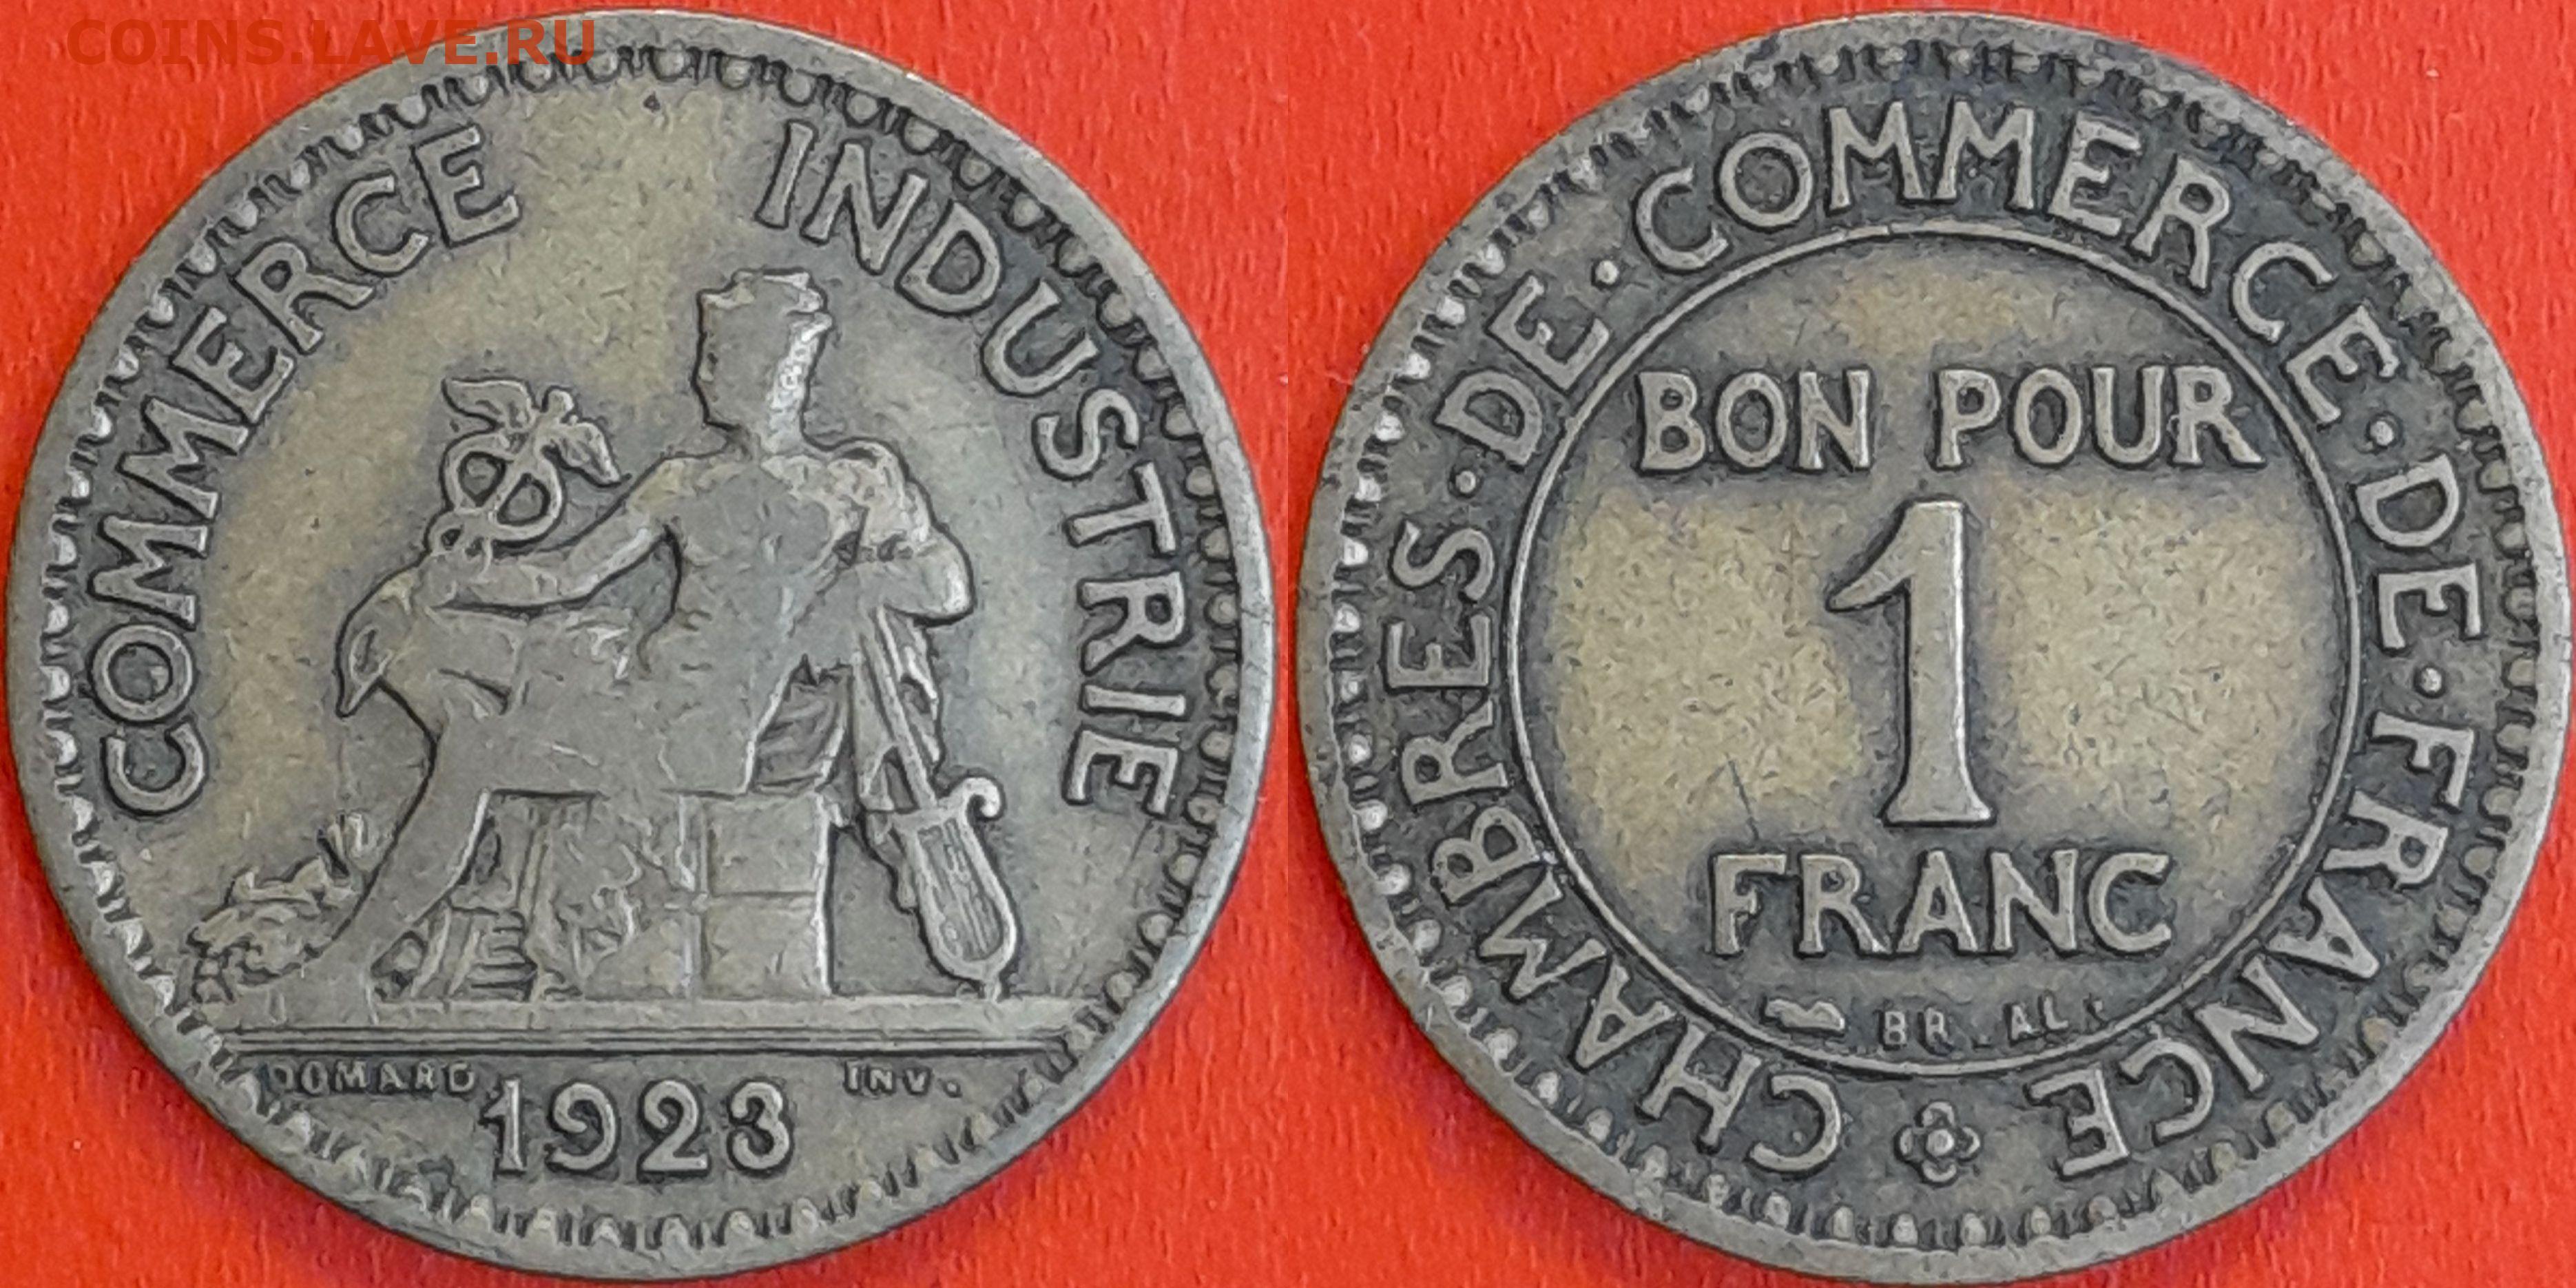 COINS.LAVE.RU
COMMERCE INDUSTRIE
DOMARD INV.
1923
CHAMBRES·DE·COMMERCE·DE·FRANCE
BON POUR
1
FRANC
BR. AL.